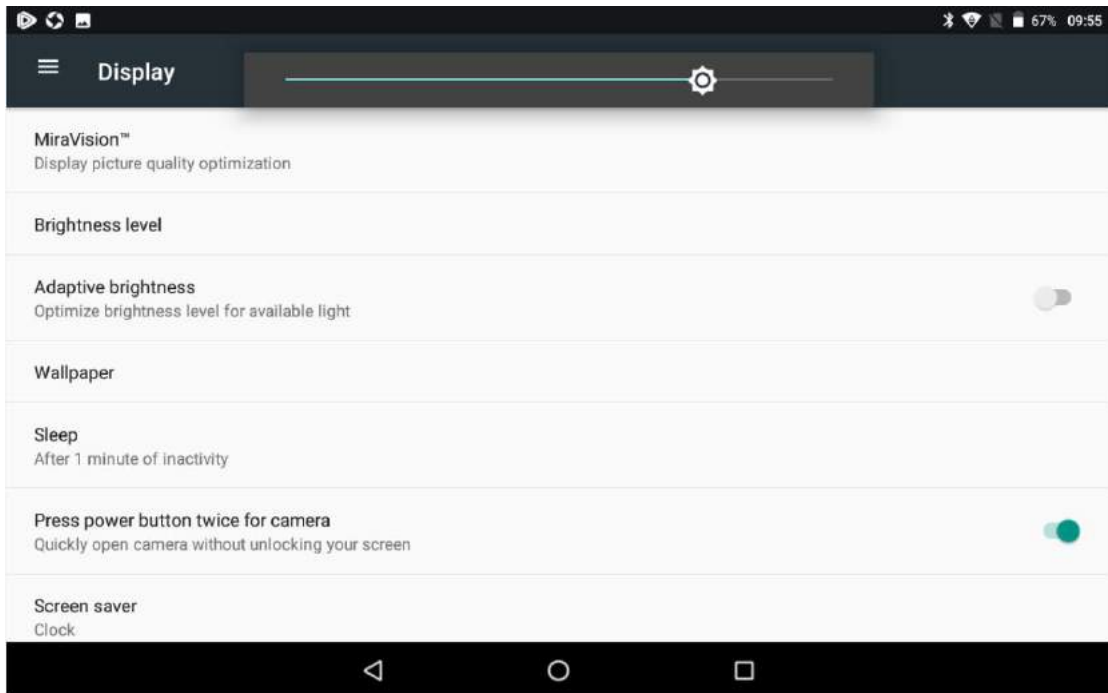 67% 09:55
Display
MiraVision™
Display picture quality optimization
Brightness level
Adaptive brightness
Optimize brightness level for available light
Wallpaper
Sleep
After 1 minute of inactivity
Press power button twice for camera
Quickly open camera without unlocking your screen
Screen saver
Clock